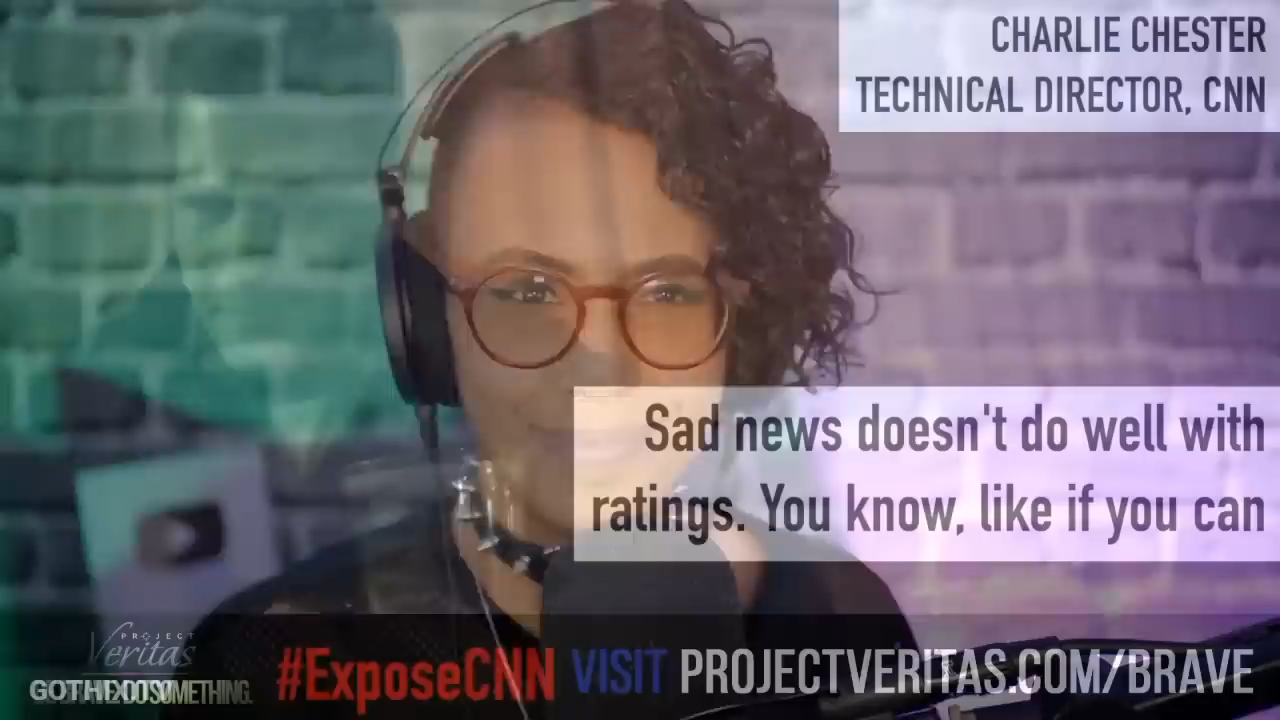 CHARLIE CHESTER
TECHNICAL DIRECTOR, CNN
Sad news doesn't do well with
ratings. You know, like if you can
PROJECT
Veritas
#ExposeCNN VISIT PROJECTVERITAS.COM/BRAVE
SOMETHING.